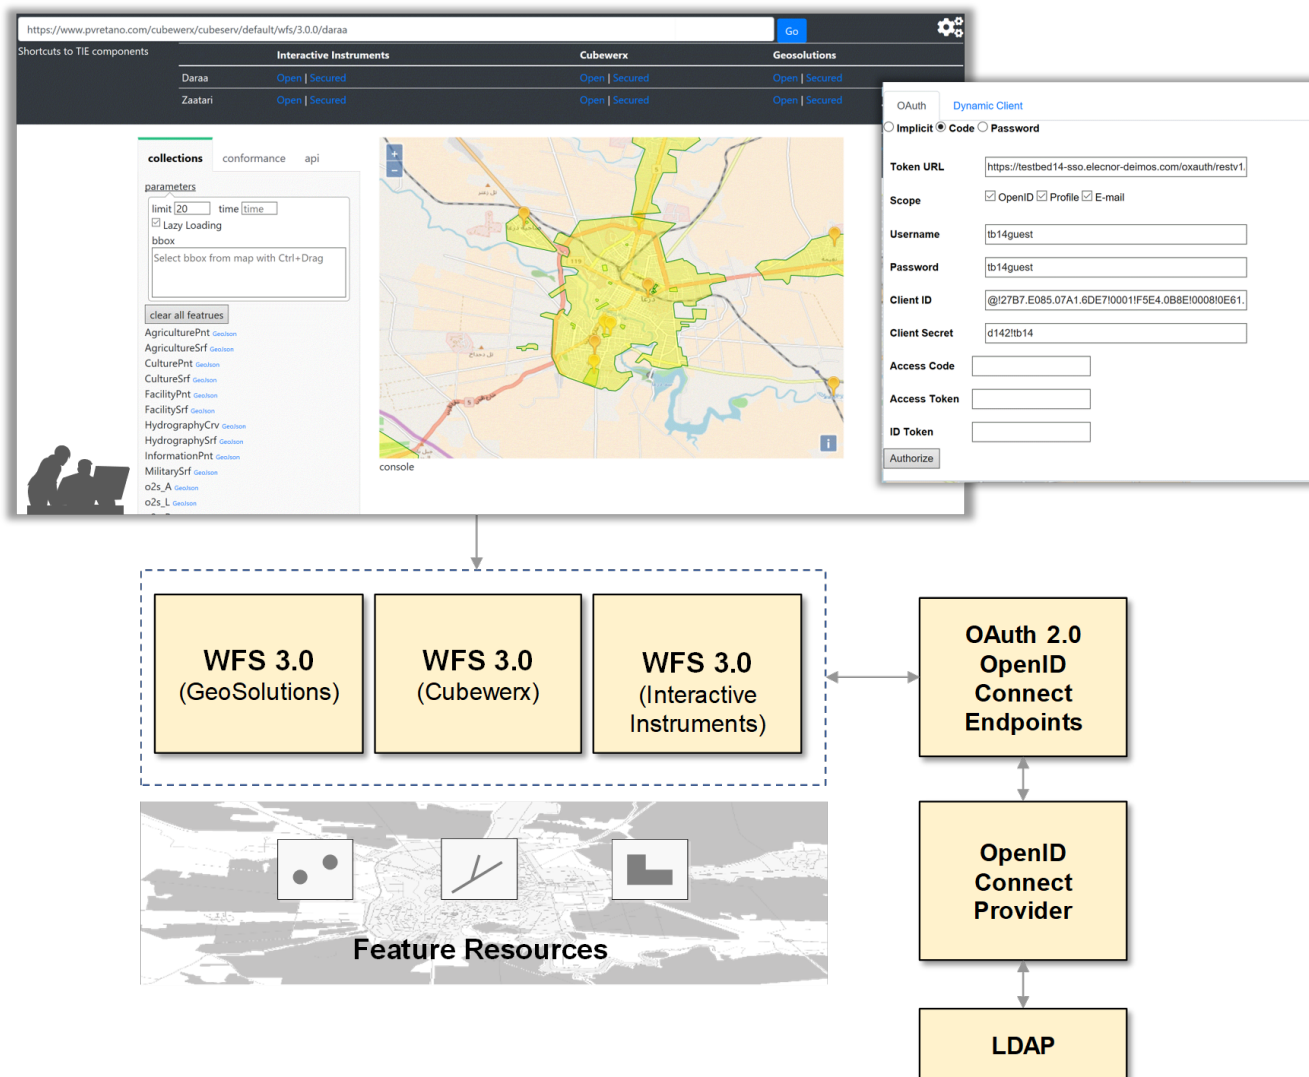 https://www.pvretano.com/cubewerx/cubeserv/default/wfs/3.0.0/daraa
Go
Shortcuts to TIE components
Interactive Instruments Cubewerx Geosolutions
Daraa Open | Secured Open | Secured Open | Secured
Zaatari Open | Secured Open | Secured Open | Secured
collections conformance api
parameters
limit 20 time time
Lazy Loading
bbox
Select bbox from map with Ctrl+Drag
clear all featrues
AgriculturePnt GeoJson
AgricultureSrf GeoJson
CulturePnt GeoJson
CultureSrf GeoJson
FacilityPnt GeoJson
FacilitySrf GeoJson
HydrographyCrv GeoJson
HydrographySrf GeoJson
InformationPnt GeoJson
MilitarySrf GeoJson
o2s_A GeoJson
o2s_L GeoJson
+
−
i
console
OAuth Dynamic Client
Implicit Code Password
Token URL https://testbed14-sso.elecnor-deimos.com/oxauth/restv1.
Scope OpenID Profile E-mail
Username tb14guest
Password tb14guest
Client ID @!27B7.E085.07A1.6DE7!0001!F5E4.0B8E!0008!0E61.
Client Secret d142!tb14
Access Code
Access Token
ID Token
Authorize
WFS 3.0
(GeoSolutions)
WFS 3.0
(Cubewerx)
WFS 3.0
(Interactive
Instruments)
OAuth 2.0
OpenID
Connect
Endpoints
Feature Resources
OpenID
Connect
Provider
LDAP